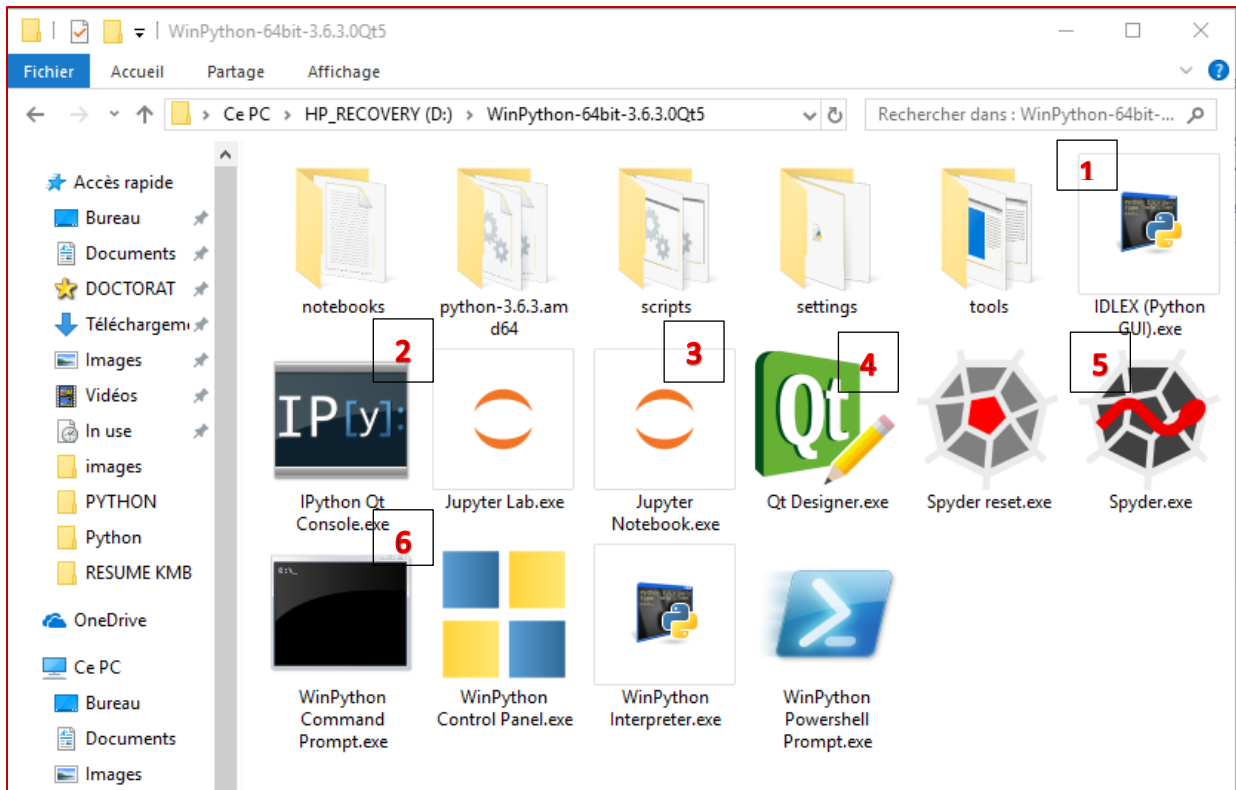 WinPython-64bit-3.6.3.0Qt5
Fichier Accueil Partage Affichage
Ce PC > HP_RECOVERY (D:) > WinPython-64bit-3.6.3.0Qt5
Rechercher dans : WinPython-64bit-...
Accès rapide
Bureau
Documents
DOCTORAT
Téléchargem
Images
Vidéos
In use
images
PYTHON
Python
RESUME KMB
OneDrive
Ce PC
Bureau
Documents
Images
notebooks
python-3.6.3.am
d64
scripts
settings
tools
1
IDLEX (Python
GUI).exe
2
IP[y]:
IPython Qt
Console.exe
Jupyter Lab.exe
3
Jupyter
Notebook.exe
4
Qt
Qt Designer.exe
Spyder reset.exe
5
Spyder.exe
6
C:\_
WinPython
Command
Prompt.exe
WinPython
Control Panel.exe
WinPython
Interpreter.exe
WinPython
Powershell
Prompt.exe